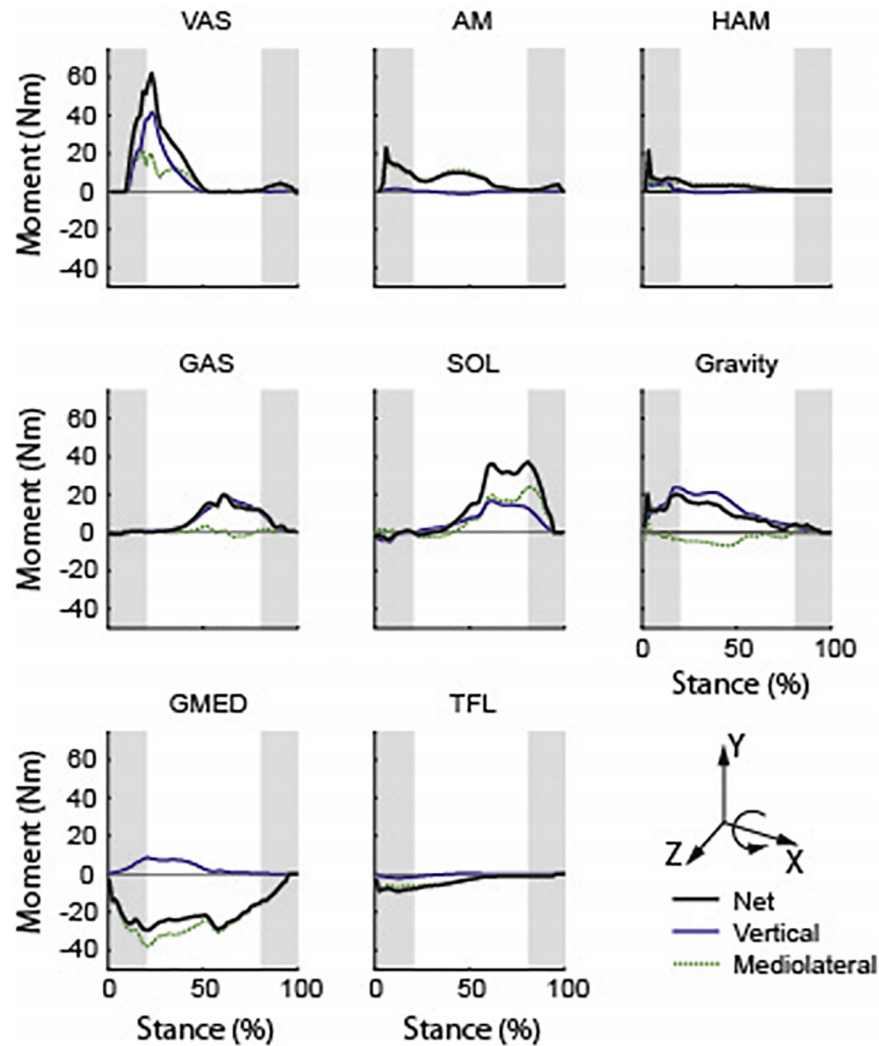 VAS AM HAM
Moment (Nm)
60
40
20
0
-20
-40
GAS SOL Gravity
Moment (Nm)
60
40
20
0
-20
-40
0 50 100
Stance (%)
GMED TFL
Moment (Nm)
60
40
20
0
-20
-40
0 50 100 0 50 100
Stance (%) Stance (%)
Y
Z X
Net
Vertical
Mediolateral